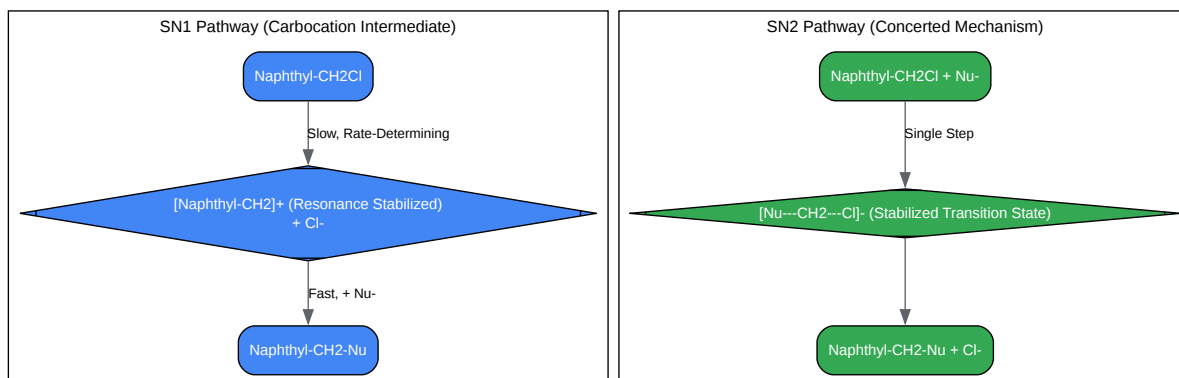 SN1 Pathway (Carbocation Intermediate)
Naphthyl-CH2Cl
Slow, Rate-Determining
[Naphthyl-CH2]+ (Resonance Stabilized)
+ Cl-
Fast, + Nu-
Naphthyl-CH2-Nu
SN2 Pathway (Concerted Mechanism)
Naphthyl-CH2Cl + Nu-
Single Step
[Nu---CH2---Cl]- (Stabilized Transition State)
Naphthyl-CH2-Nu + Cl-